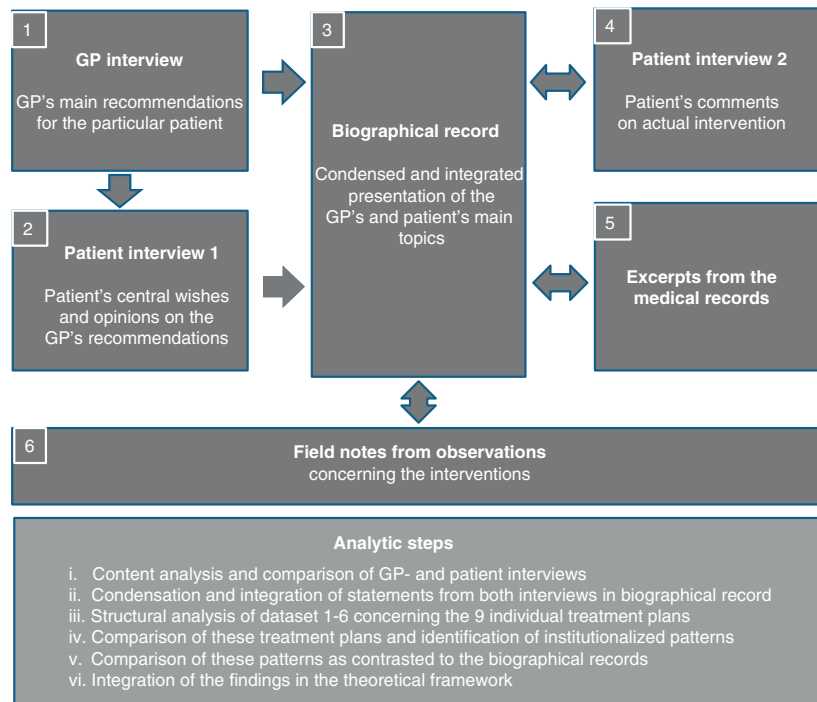 1
GP interview
GP's main recommendations
for the particular patient
2
Patient interview 1
Patient's central wishes
and opinions on the
GP's recommendations
3
Biographical record
Condensed and integrated
presentation of the
GP's and patient's main
topics
4
Patient interview 2
Patient's comments
on actual intervention
5
Excerpts from the
medical records
6
Field notes from observations
concerning the interventions
Analytic steps
i. Content analysis and comparison of GP- and patient interviews
ii. Condensation and integration of statements from both interviews in biographical record
iii. Structural analysis of dataset 1-6 concerning the 9 individual treatment plans
iv. Comparison of these treatment plans and identification of institutionalized patterns
v. Comparison of these patterns as contrasted to the biographical records
vi. Integration of the findings in the theoretical framework